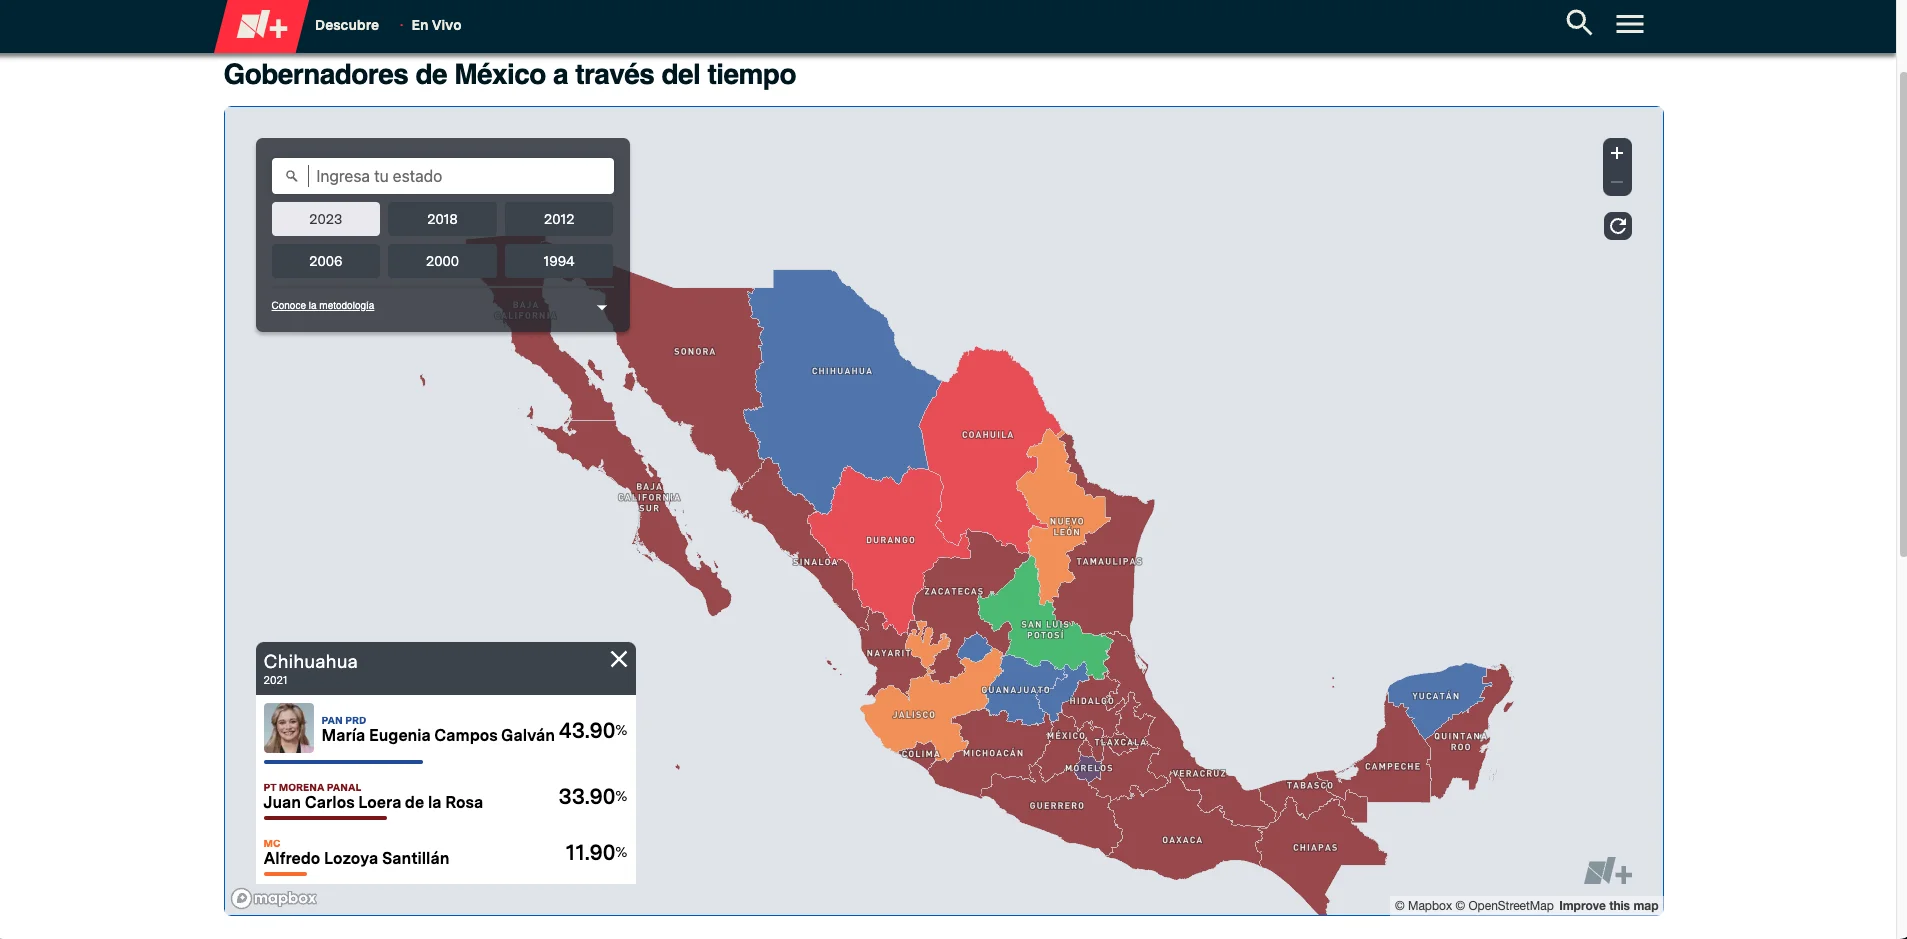 Descubre
En Vivo
Gobernadores de México a través del tiempo
Ingresa tu estado
2023 2018 2012
2006 2000 1994
Conoce la metodología
BAJA
CALIFORNIA
SONORA
CHIHUAHUA
COAHUILA
BAJA
CALIFORNIA
SUR
NUEVO
LEÓN
DURANGO
SINALOA
TAMAULIPAS
ZACATECAS
SAN LUIS
POTOSÍ
NAYARIT
GUANAJUATO
YUCATÁN
HIDALGO
JALISCO
MÉXICO
TLAXCALA
QUINTANA
ROO
COLIMA
MICHOACÁN
MORELOS
VERACRUZ
CAMPECHE
TABASCO
GUERRERO
OAXACA
CHIAPAS
Chihuahua
2021
PAN PRD
María Eugenia Campos Galván 43.90%
PT MORENA PANAL
Juan Carlos Loera de la Rosa 33.90%
MC
Alfredo Lozoya Santillán 11.90%
mapbox
© Mapbox © OpenStreetMap Improve this map